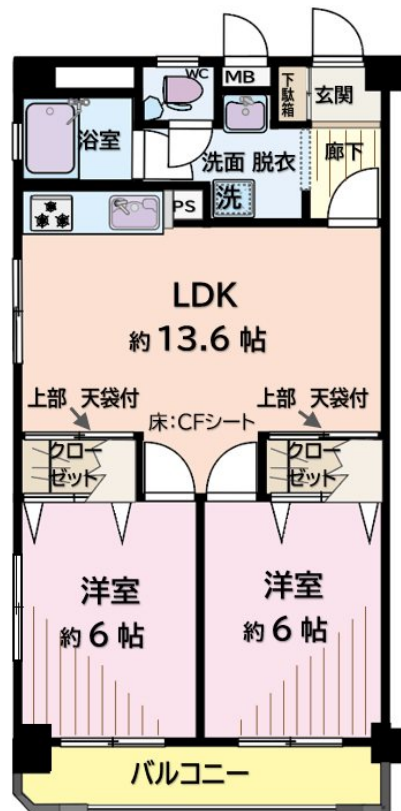 WC
MB
下駄箱
玄関
浴室
洗面 脱衣
廊下
洗
PS
LDK
約 13.6 帖
上部 天袋付
上部 天袋付
床:CFシート
クロー
ゼット
クロー
ゼット
洋室
約 6 帖
洋室
約 6 帖
バルコニー